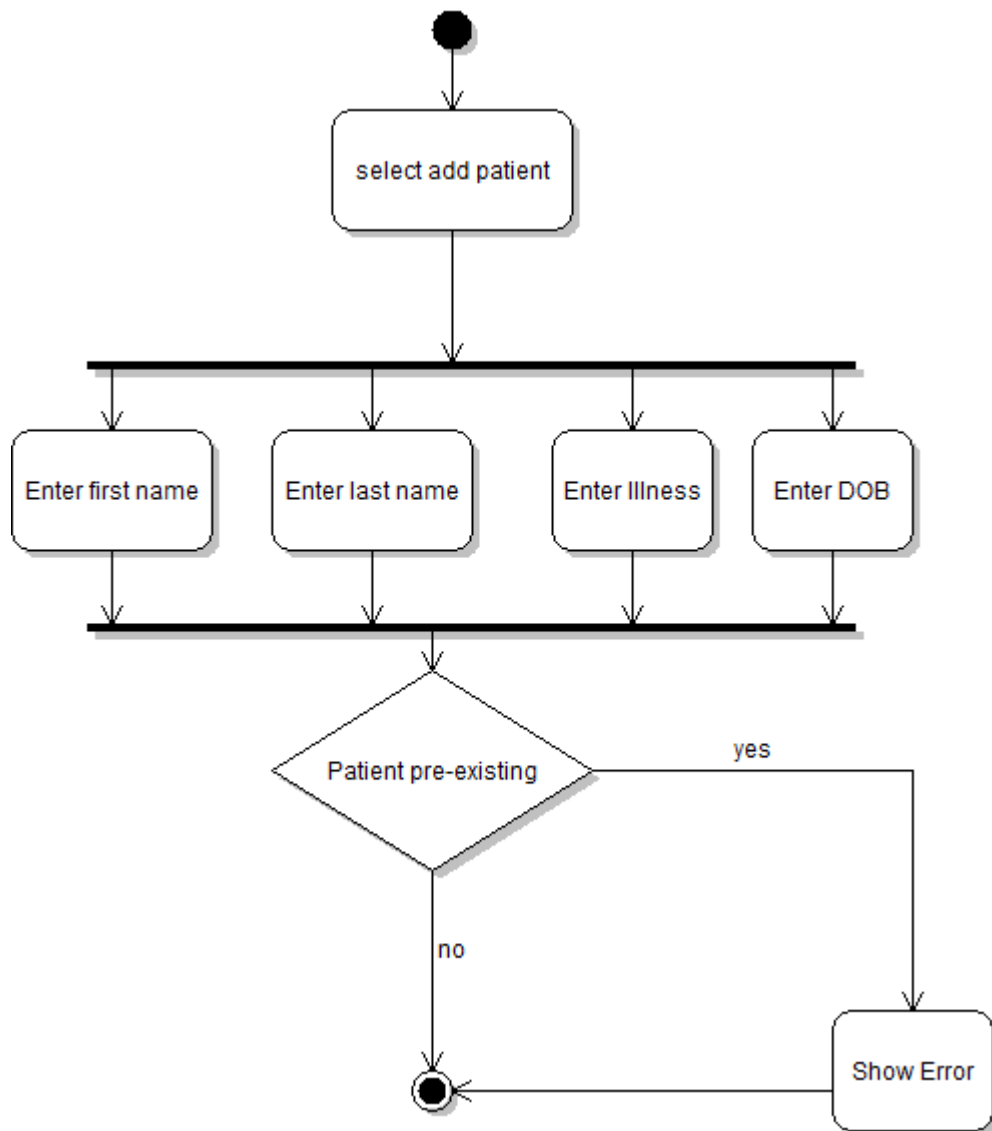 select add patient
Enter first name
Enter last name
Enter Illness
Enter DOB
Patient pre-existing
yes
no
Show Error